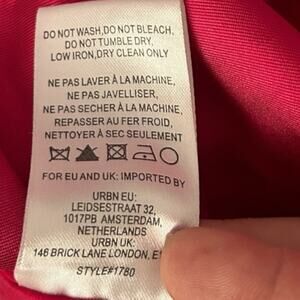 DO NOT WASH,DO NOT BLEACH,
DO NOT TUMBLE DRY,
LOW IRON,DRY CLEAN ONLY
NE PAS LAVER À LA MACHINE,
NE PAS JAVELLISER,
NE PAS SECHER À LA MACHINE,
REPASSER AU FER FROID,
NETTOYER À SEC SEULEMENT
FOR EU AND UK: IMPORTED BY
URBN EU:
LEIDSESTRAAT 32,
1017PB AMSTERDAM,
NETHERLANDS
URBN UK:
146 BRICK LANE LONDON,
STYLE#1780